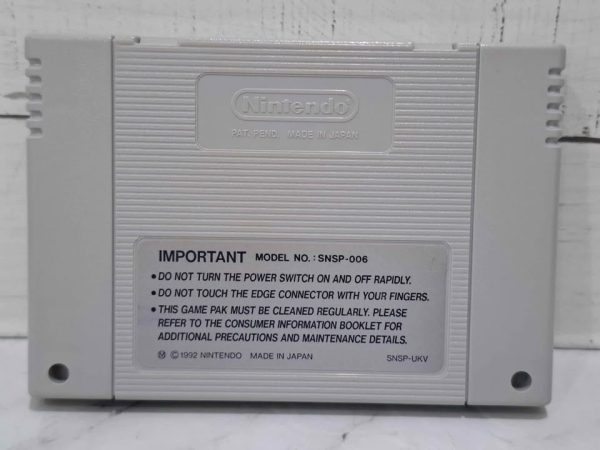 Nintendo
PAT. PEND. MADE IN JAPAN
IMPORTANT MODEL NO.: SNSP-006
• DO NOT TURN THE POWER SWITCH ON AND OFF RAPIDLY.
• DO NOT TOUCH THE EDGE CONNECTOR WITH YOUR FINGERS.
• THIS GAME PAK MUST BE CLEANED REGULARLY. PLEASE
REFER TO THE CONSUMER INFORMATION BOOKLET FOR
ADDITIONAL PRECAUTIONS AND MAINTENANCE DETAILS.
Ⓜ ©1992 NINTENDO MADE IN JAPAN SNSP-UKV